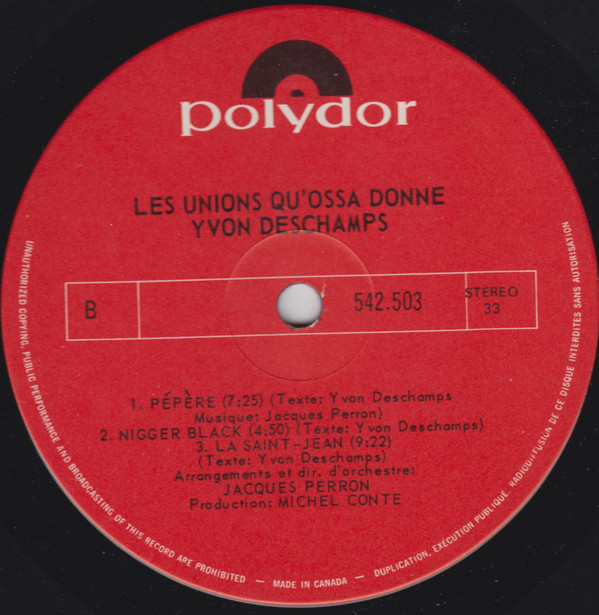 polydor
LES UNIONS QU'OSSA DONNE
YVON DESCHAMPS
B
542.503
STEREO
33
1. PÉPÈRE (7:25) (Texte: Yvon Deschamps
Musique: Jacques Perron)
2. NIGGER BLACK (4:50) (Texte: Yvon Deschamps)
3. LA SAINT-JEAN (9:22)
(Texte: Yvon Deschamps)
Arrangements et dir. d'orchestre:
JACQUES PERRON
Production: MICHEL CONTE
UNAUTHORIZED COPYING, PUBLIC PERFORMANCE AND BROADCASTING OF THIS RECORD ARE PROHIBITED — MADE IN CANADA — DUPLICATION, EXÉCUTION PUBLIQUE, RADIODIFFUSION DE CE DISQUE INTERDITES SANS AUTORISATION